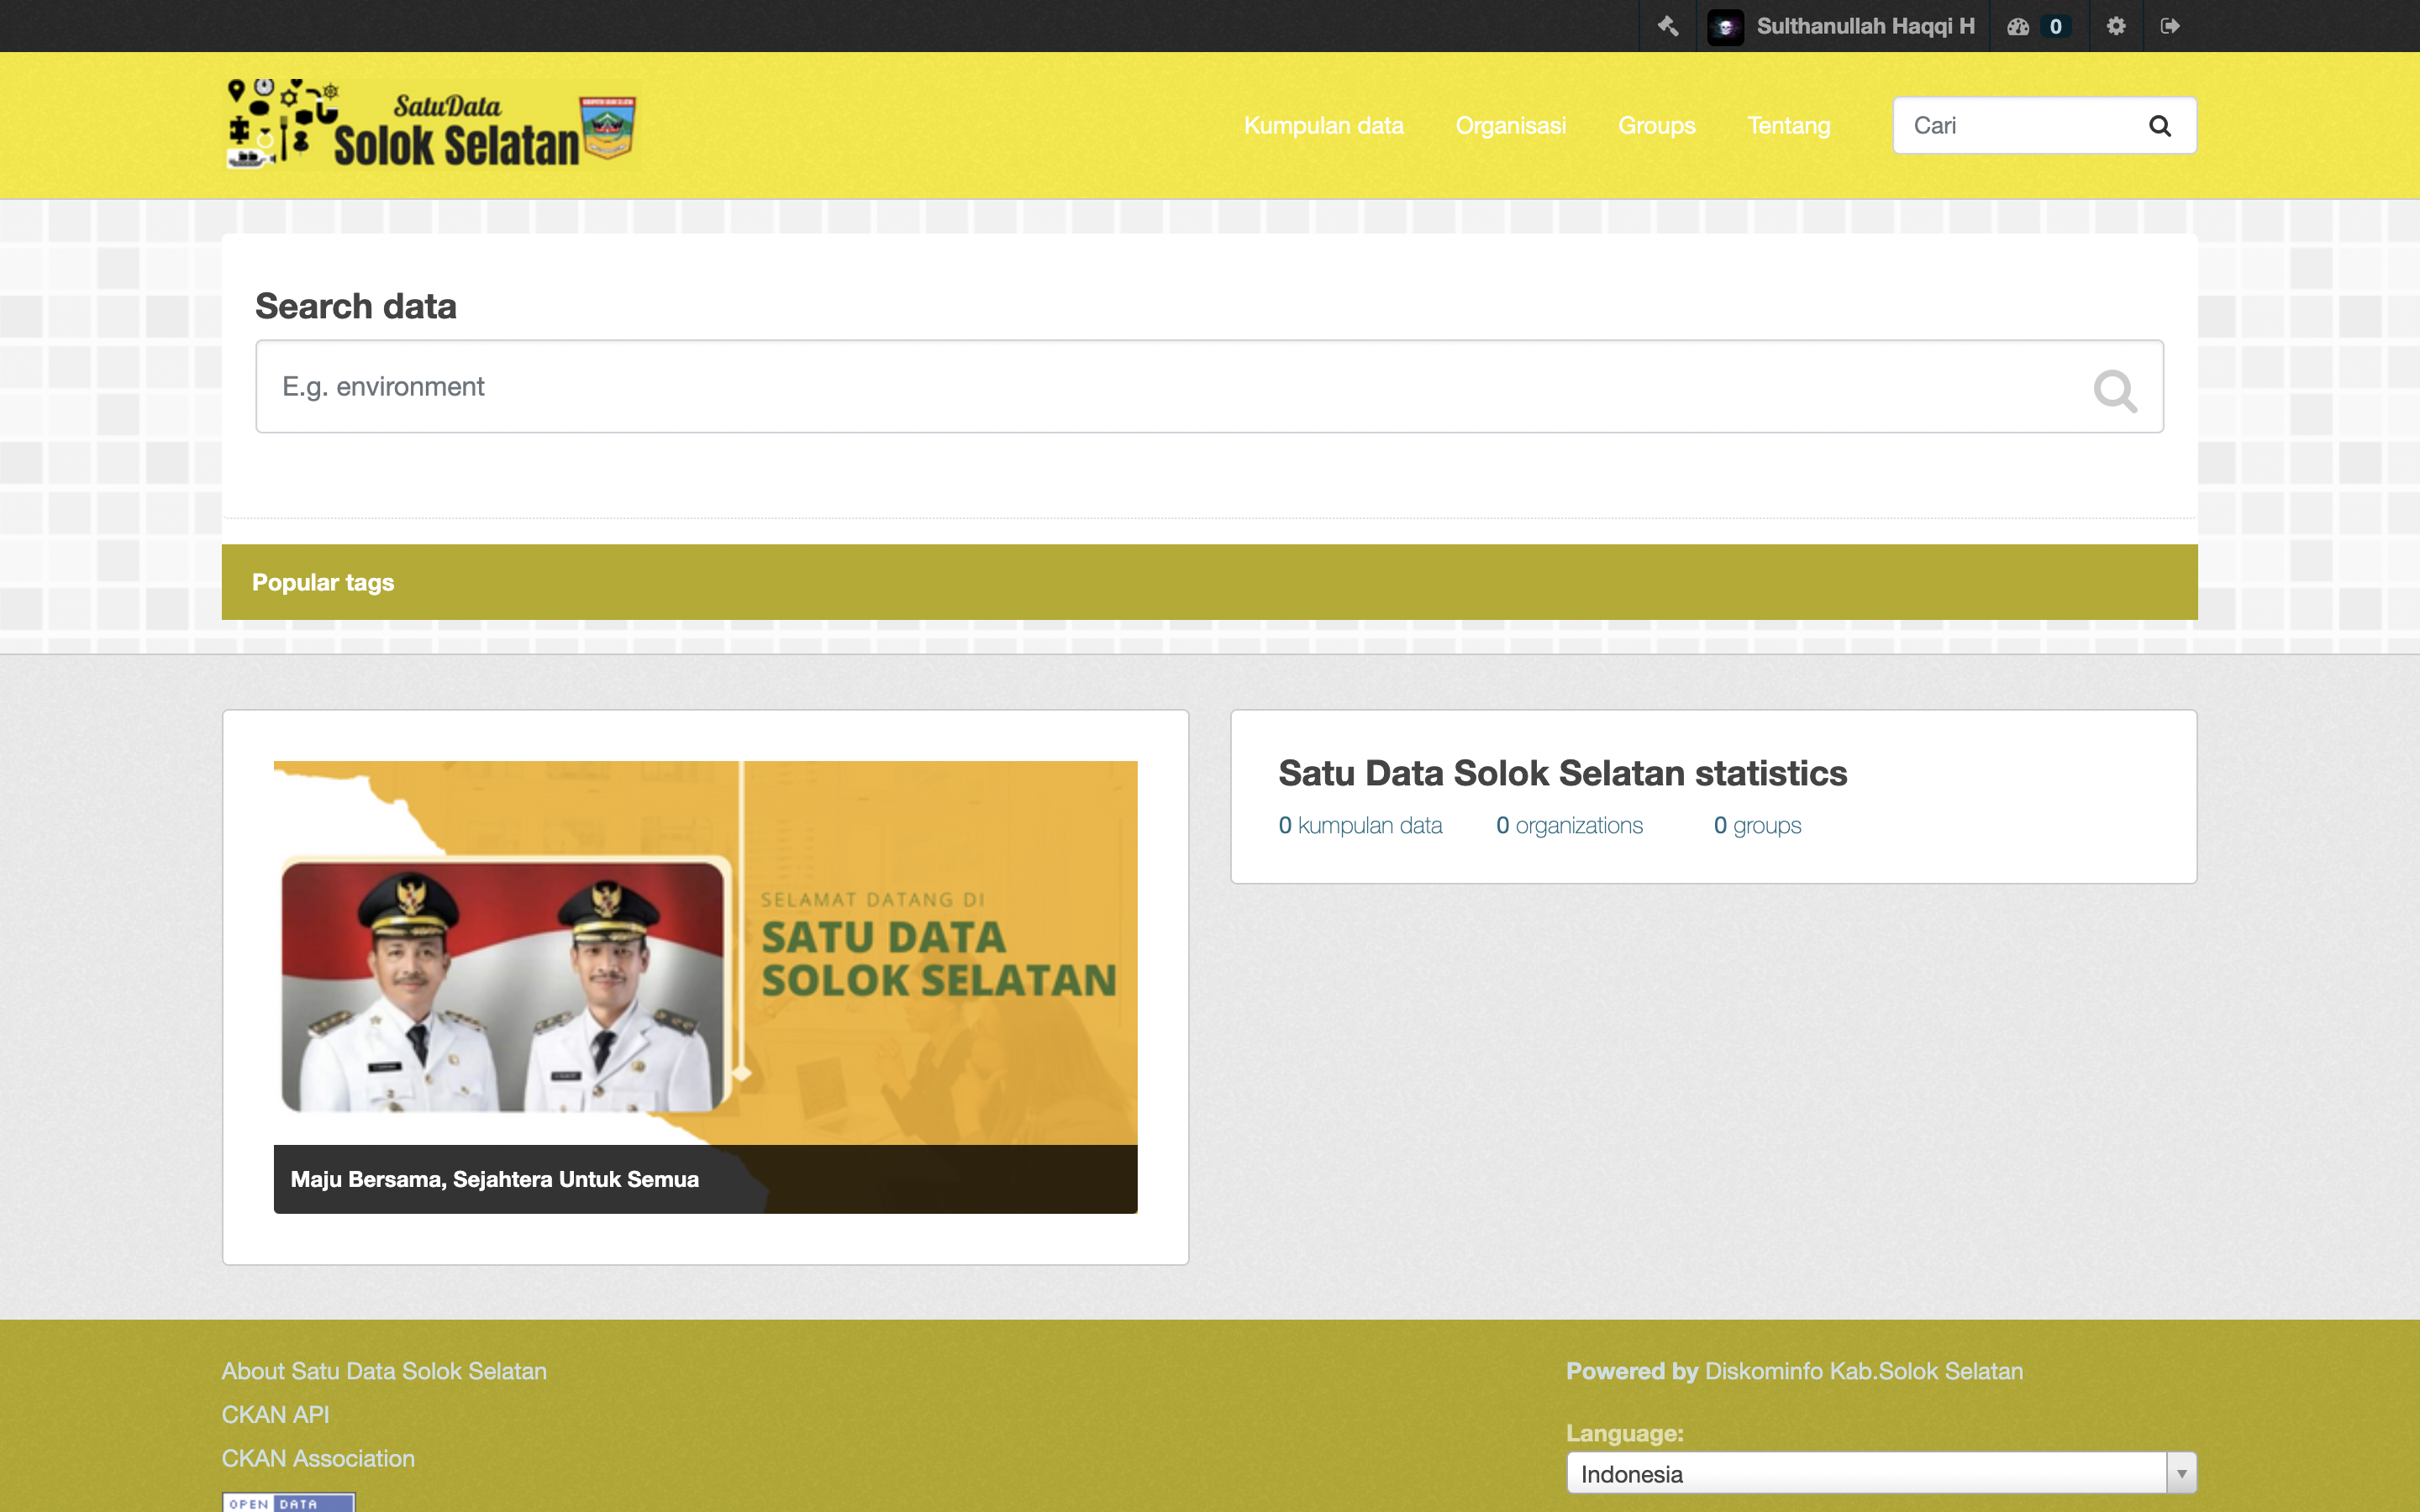 Sulthanullah Haqqi H
0
SatuData
Solok Selatan
KABUPATEN SOLOK SELATAN
Kumpulan data
Organisasi
Groups
Tentang
Cari
Search data
E.g. environment
Popular tags
SELAMAT DATANG DI
SATU DATA
SOLOK SELATAN
Maju Bersama, Sejahtera Untuk Semua
Satu Data Solok Selatan statistics
0 kumpulan data
0 organizations
0 groups
About Satu Data Solok Selatan
CKAN API
CKAN Association
OPEN DATA
Powered by Diskominfo Kab.Solok Selatan
Language:
Indonesia